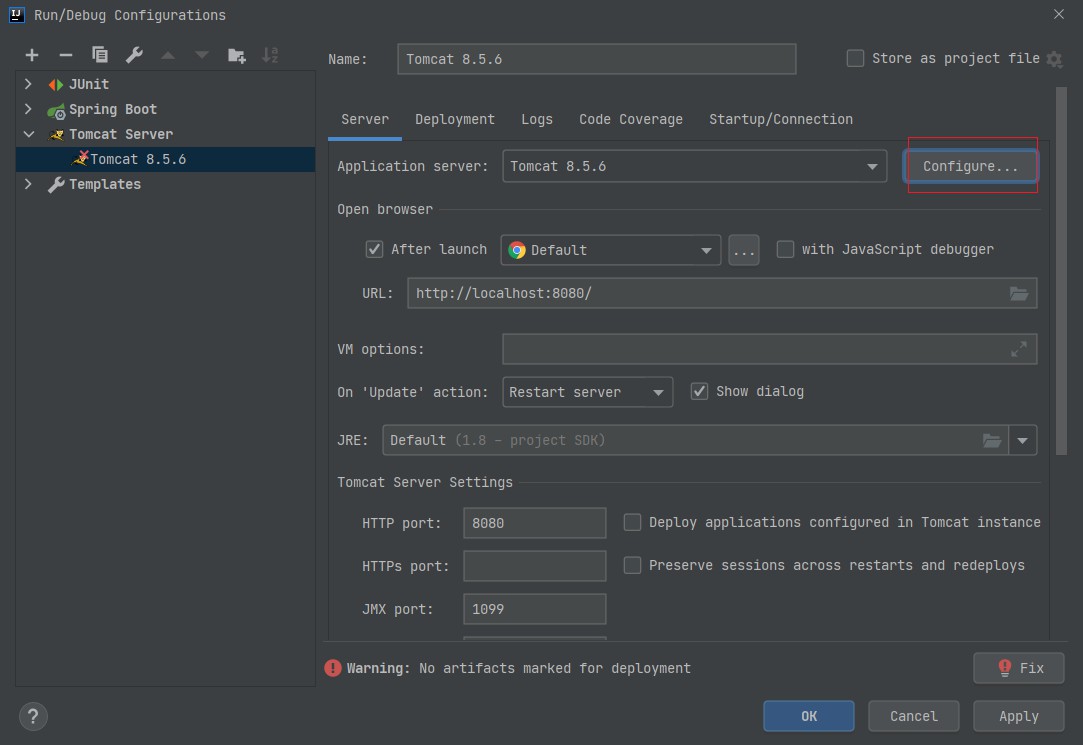 Run/Debug Configurations
Name: Tomcat 8.5.6 Store as project file
JUnit
Spring Boot
Tomcat Server
Tomcat 8.5.6
Templates
Server Deployment Logs Code Coverage Startup/Connection
Application server: Tomcat 8.5.6 Configure...
Open browser
After launch Default ... with JavaScript debugger
URL: http://localhost:8080/
VM options:
On 'Update' action: Restart server Show dialog
JRE: Default (1.8 - project SDK)
Tomcat Server Settings
HTTP port: 8080 Deploy applications configured in Tomcat instance
HTTPs port: Preserve sessions across restarts and redeploys
JMX port: 1099
Warning: No artifacts marked for deployment Fix
? OK Cancel Apply